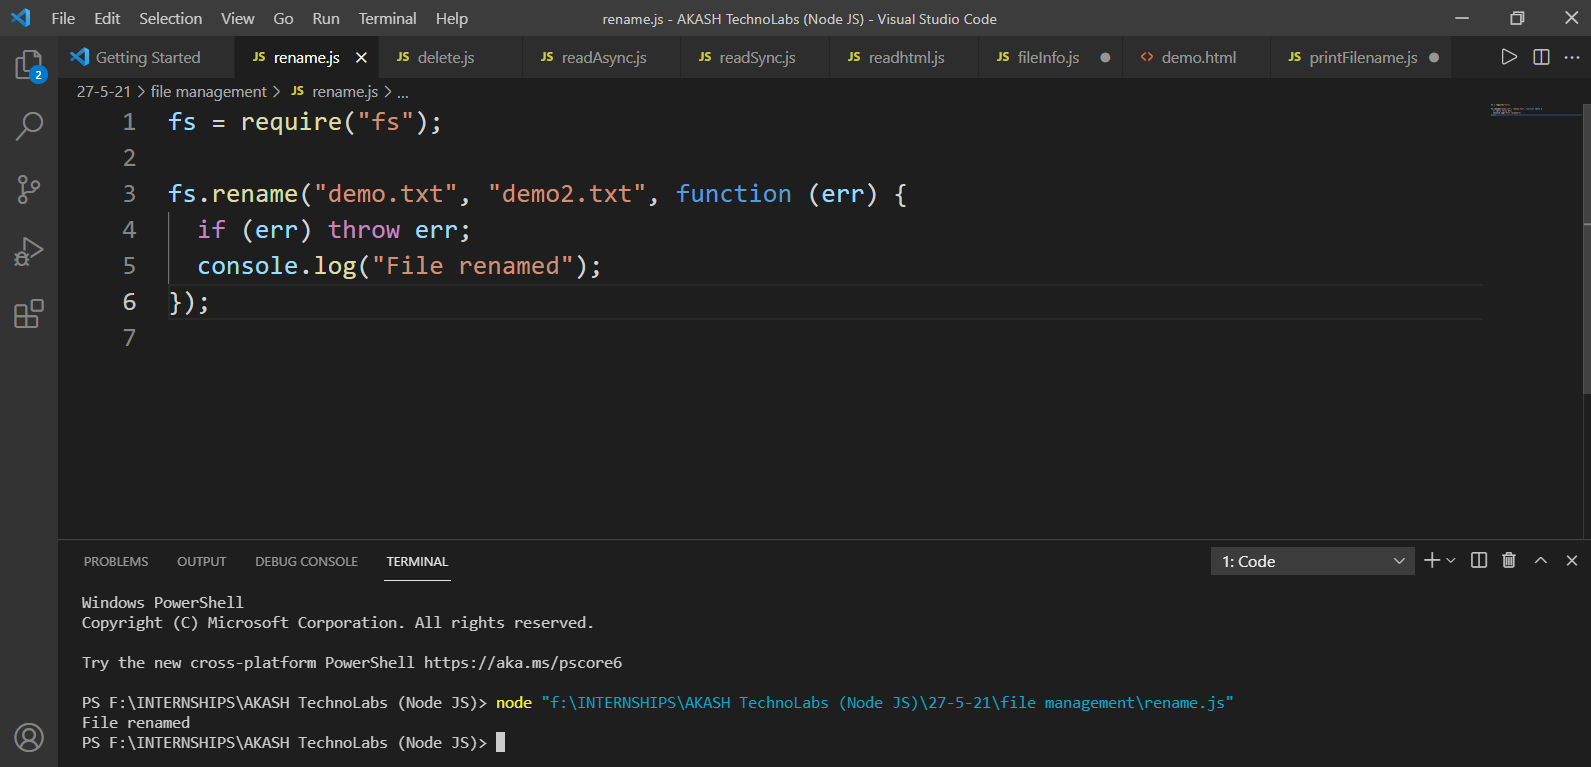 File Edit Selection View Go Run Terminal Help rename.js - AKASH TechnoLabs (Node JS) - Visual Studio Code
Getting Started JS rename.js JS delete.js JS readAsync.js JS readSync.js JS readhtml.js JS fileInfo.js <> demo.html JS printFilename.js
2
27-5-21 > file management > JS rename.js > ...
1 fs = require("fs");
2
3 fs.rename("demo.txt", "demo2.txt", function (err) {
4 if (err) throw err;
5 console.log("File renamed");
6 });
7
PROBLEMS OUTPUT DEBUG CONSOLE TERMINAL 1: Code
Windows PowerShell
Copyright (C) Microsoft Corporation. All rights reserved.
Try the new cross-platform PowerShell https://aka.ms/pscore6
PS F:\INTERNSHIPS\AKASH TechnoLabs (Node JS)> node "f:\INTERNSHIPS\AKASH TechnoLabs (Node JS)\27-5-21\file management\rename.js"
File renamed
PS F:\INTERNSHIPS\AKASH TechnoLabs (Node JS)>